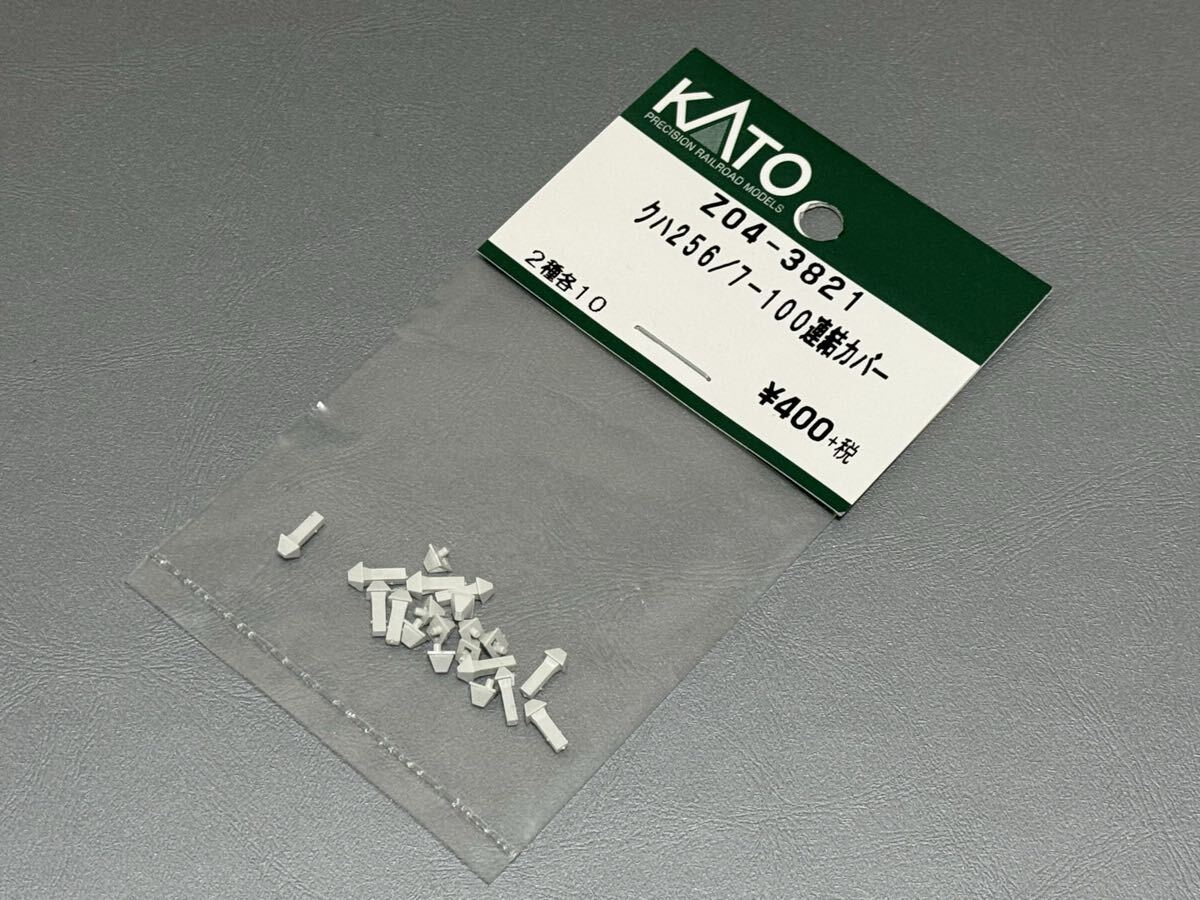 KATO
PRECISION RAILROAD MODELS
Z04-3821
クハ256/7-100連結カバー
2種各10
¥400+税